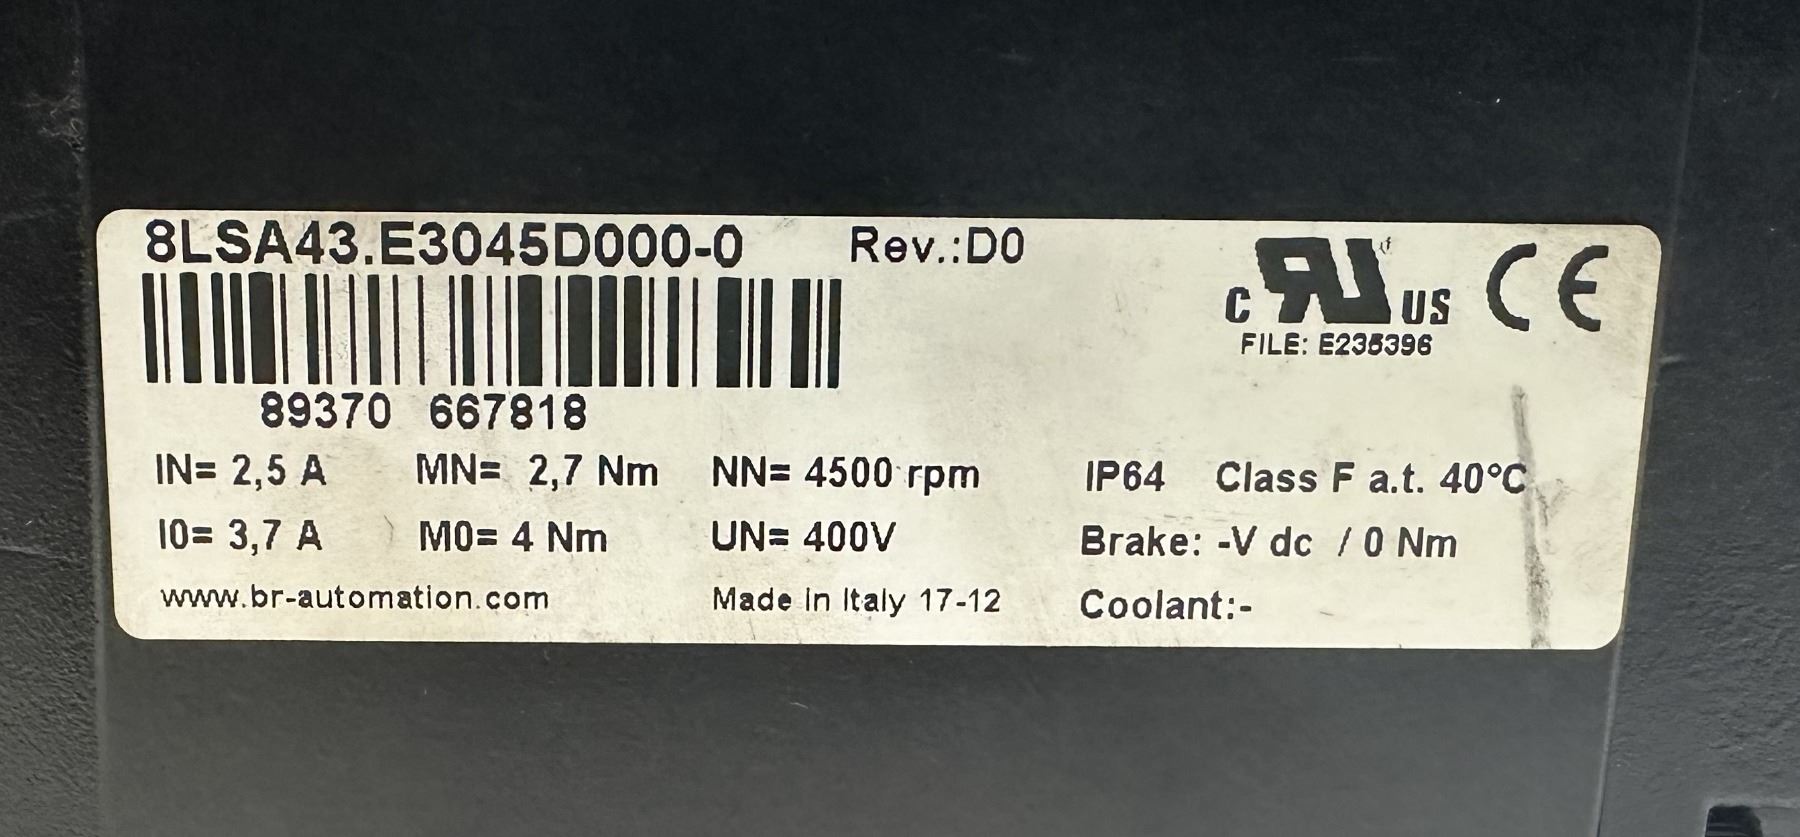 8LSA43.E3045D000-0 Rev.:D0
c RU US CE
FILE: E235396
89370 667818
IN= 2,5 A MN= 2,7 Nm NN= 4500 rpm IP64 Class F a.t. 40°C
I0= 3,7 A M0= 4 Nm UN= 400V Brake: -V dc / 0 Nm
www.br-automation.com Made in Italy 17-12 Coolant:-